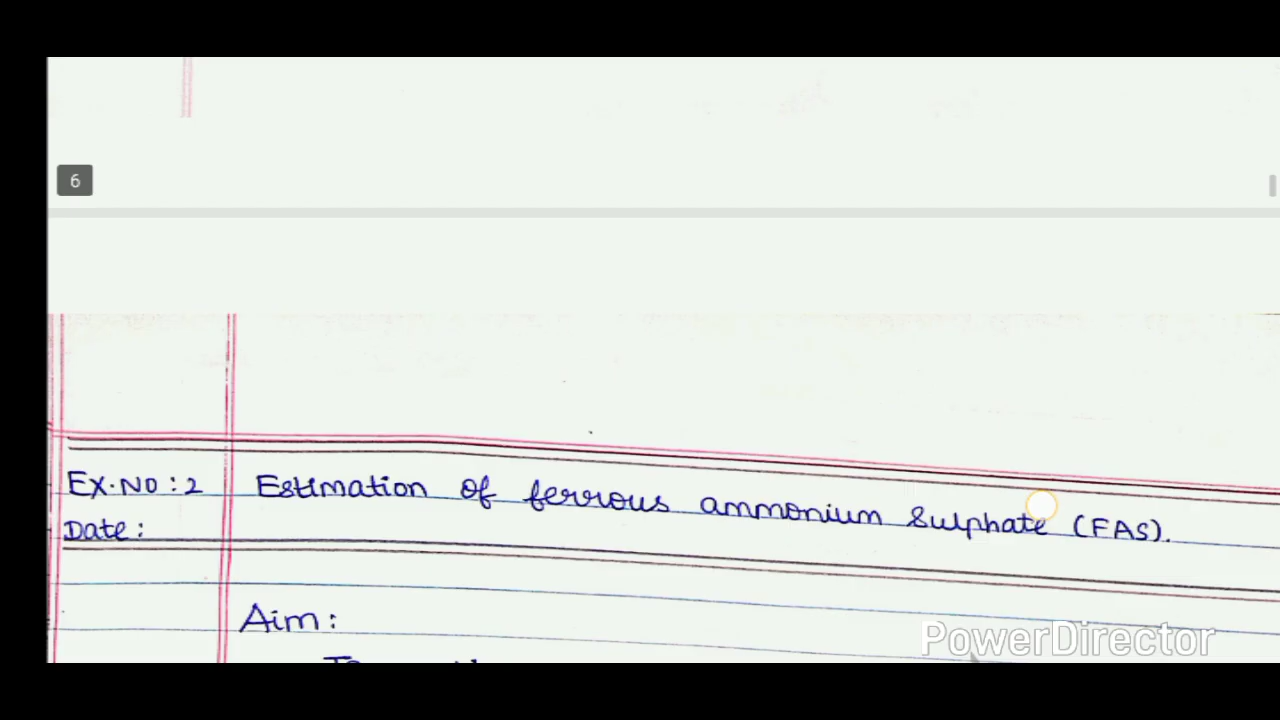 6
Ex.No:2 Estimation of ferrous ammonium Sulphate (FAS).
Date:
Aim:
PowerDirector